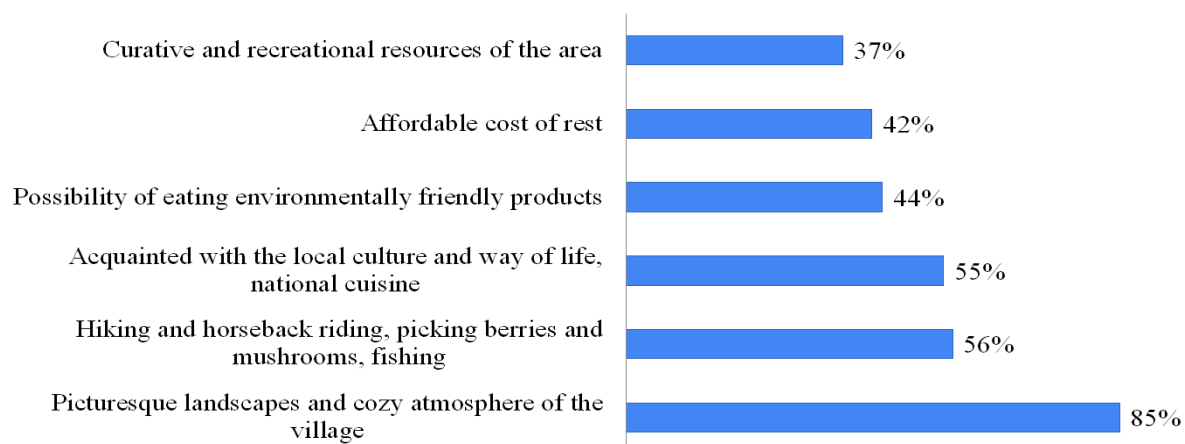 Curative and recreational resources of the area
37%
Affordable cost of rest
42%
Possibility of eating environmentally friendly products
44%
Acquainted with the local culture and way of life,
national cuisine
55%
Hiking and horseback riding, picking berries and
mushrooms, fishing
56%
Picturesque landscapes and cozy atmosphere of the
village
85%